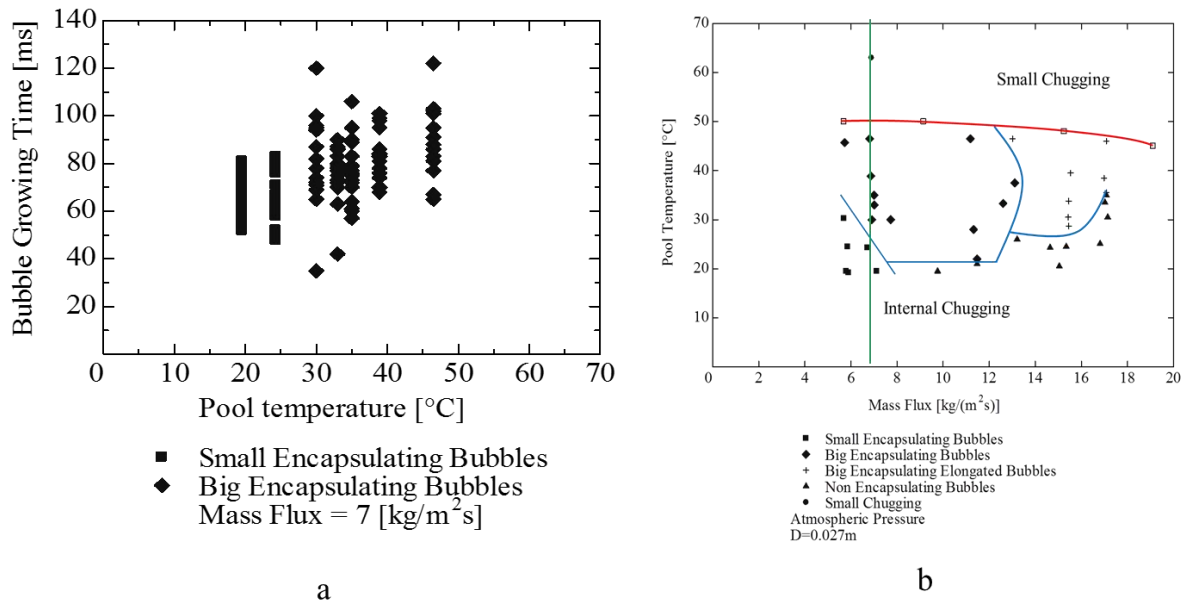 Bubble Growing Time [ms]
140
120
100
80
60
40
20
0 10 20 30 40 50 60 70
Pool temperature [°C]
Small Encapsulating Bubbles
Big Encapsulating Bubbles
Mass Flux = 7 [kg/m²s]
a
Pool Temperature [°C]
70
60
50
40
30
20
10
Small Chugging
Internal Chugging
0 2 4 6 8 10 12 14 16 18 20
Mass Flux [kg/(m²s)]
Small Encapsulating Bubbles
Big Encapsulating Bubbles
Big Encapsulating Elongated Bubbles
Non Encapsulating Bubbles
Small Chugging
Atmospheric Pressure
D=0.027m
b